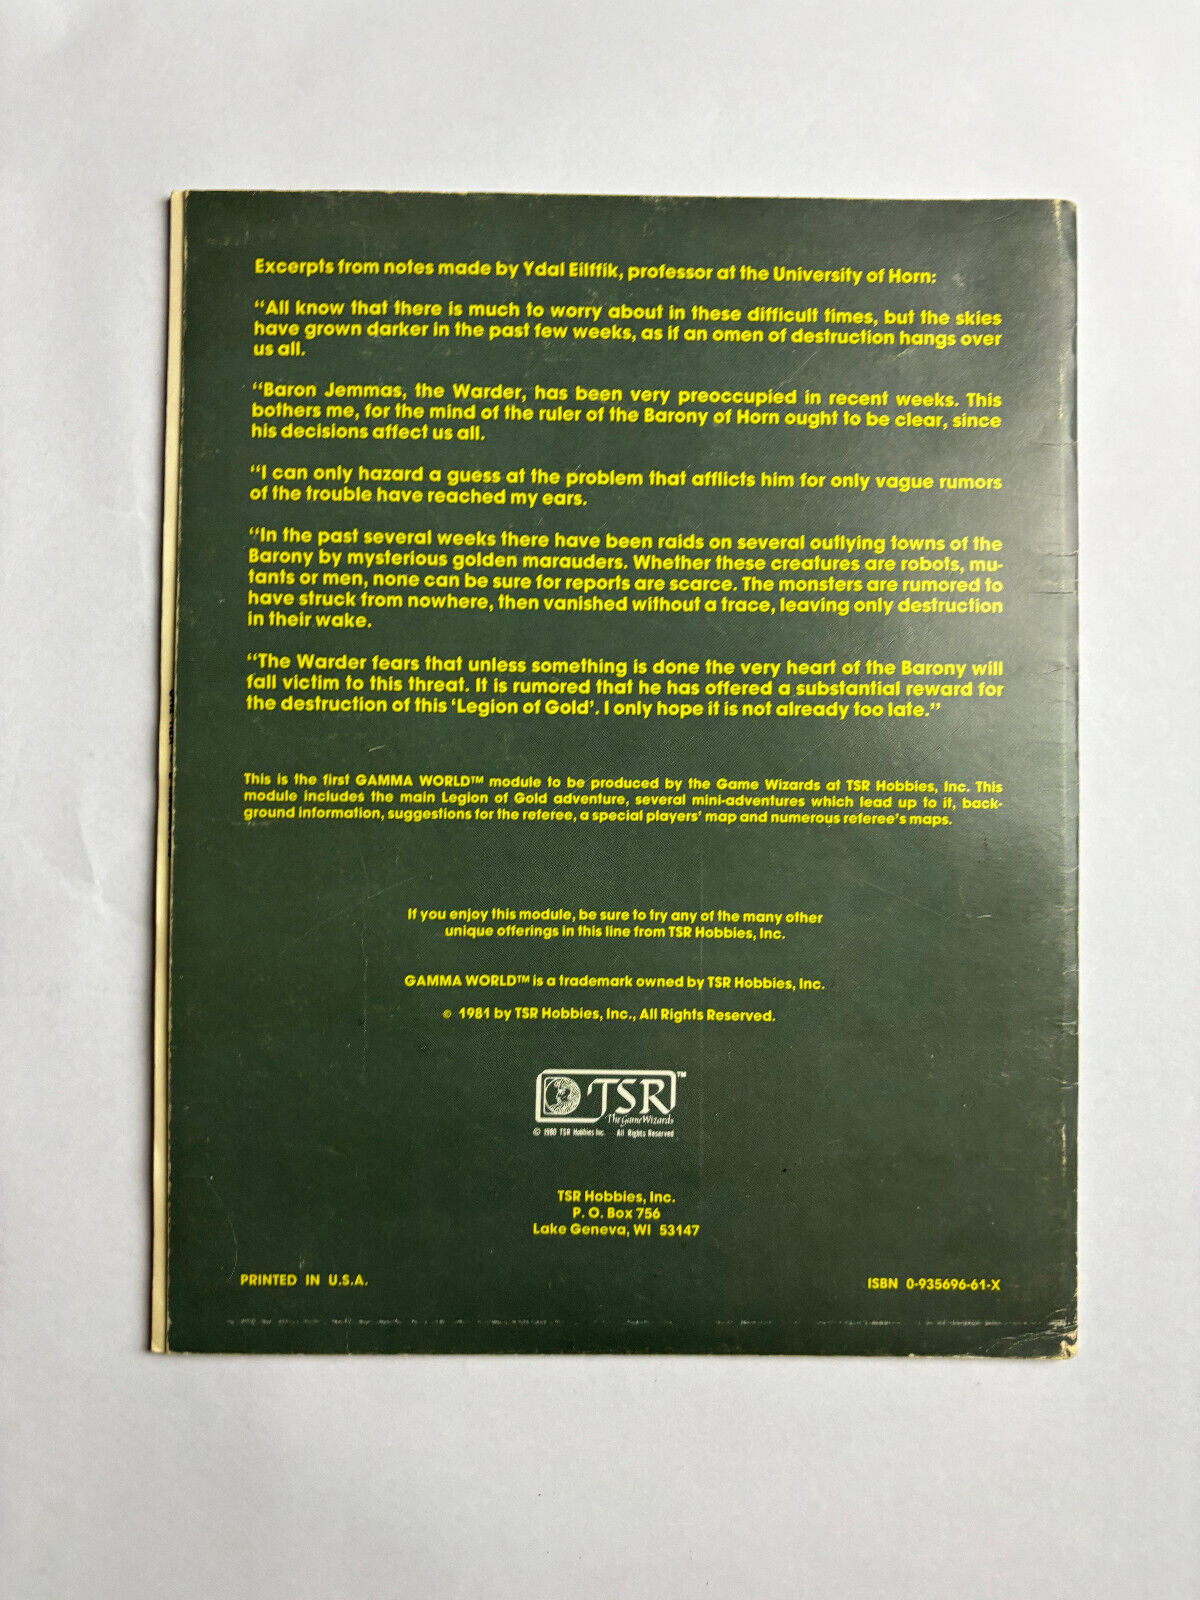 Excerpts from notes made by Ydal Eilffik, professor at the University of Horn:
“All know that there is much to worry about in these difficult times, but the skies
have grown darker in the past few weeks, as if an omen of destruction hangs over
us all.
“Baron Jemmas, the Warder, has been very preoccupied in recent weeks. This
bothers me, for the mind of the ruler of the Barony of Horn ought to be clear, since
his decisions affect us all.
“I can only hazard a guess at the problem that afflicts him for only vague rumors
of the trouble have reached my ears.
“In the past several weeks there have been raids on several outlying towns of the
Barony by mysterious golden marauders. Whether these creatures are robots, mu-
tants or men, none can be sure for reports are scarce. The monsters are rumored to
have struck from nowhere, then vanished without a trace, leaving only destruction
in their wake.
“The Warder fears that unless something is done the very heart of the Barony will
fall victim to this threat. It is rumored that he has offered a substantial reward for
the destruction of this ‘Legion of Gold’. I only hope it is not already too late.”
This is the first GAMMA WORLD™ module to be produced by the Game Wizards at TSR Hobbies, Inc. This
module includes the main Legion of Gold adventure, several mini-adventures which lead up to it, back-
ground information, suggestions for the referee, a special players’ map and numerous referee’s maps.
If you enjoy this module, be sure to try any of the many other
unique offerings in this line from TSR Hobbies, Inc.
GAMMA WORLD™ is a trademark owned by TSR Hobbies, Inc.
© 1981 by TSR Hobbies, Inc., All Rights Reserved.
TSR™
The Game Wizards
© 1980 TSR Hobbies Inc. All Rights Reserved
TSR Hobbies, Inc.
P. O. Box 756
Lake Geneva, WI 53147
PRINTED IN U.S.A.
ISBN 0-935696-61-X